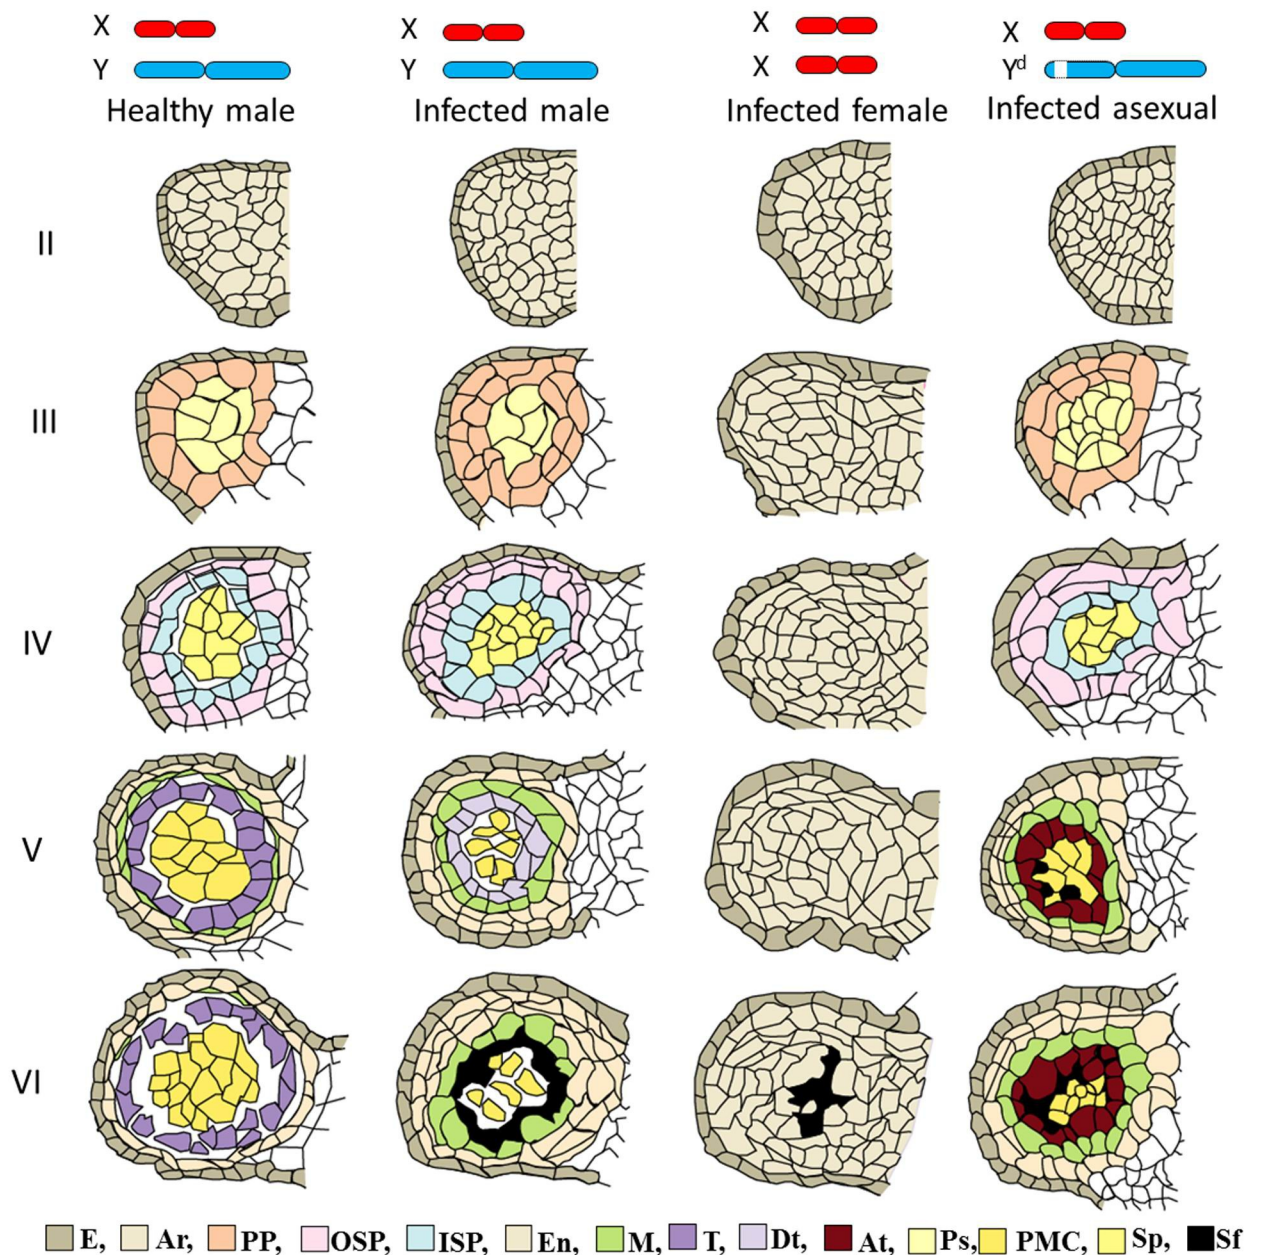 X X X X
Y Y X Yd
Healthy male Infected male Infected female Infected asexual
II
III
IV
V
VI
E, Ar, PP, OSP, ISP, En, M, T, Dt, At, Ps, PMC, Sp, Sf